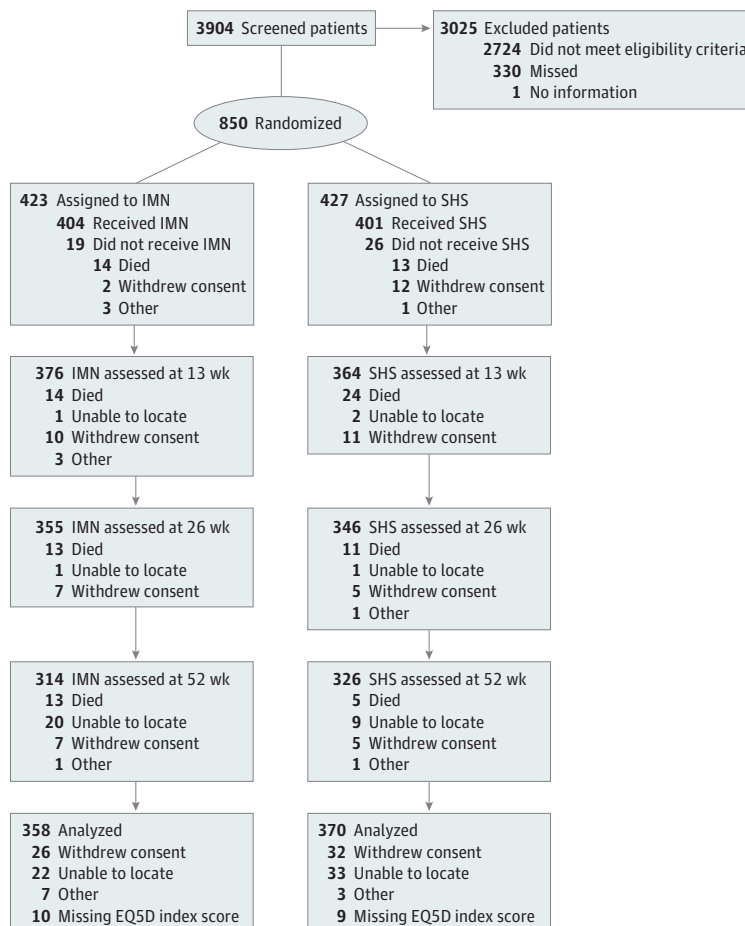 3904 Screened patients
3025 Excluded patients
2724 Did not meet eligibility criteria
330 Missed
1 No information
850 Randomized
423 Assigned to IMN
404 Received IMN
19 Did not receive IMN
14 Died
2 Withdrew consent
3 Other
427 Assigned to SHS
401 Received SHS
26 Did not receive SHS
13 Died
12 Withdrew consent
1 Other
376 IMN assessed at 13 wk
14 Died
1 Unable to locate
10 Withdrew consent
3 Other
364 SHS assessed at 13 wk
24 Died
2 Unable to locate
11 Withdrew consent
355 IMN assessed at 26 wk
13 Died
1 Unable to locate
7 Withdrew consent
346 SHS assessed at 26 wk
11 Died
1 Unable to locate
5 Withdrew consent
1 Other
314 IMN assessed at 52 wk
13 Died
20 Unable to locate
7 Withdrew consent
1 Other
326 SHS assessed at 52 wk
5 Died
9 Unable to locate
5 Withdrew consent
1 Other
358 Analyzed
26 Withdrew consent
22 Unable to locate
7 Other
10 Missing EQ5D index score
370 Analyzed
32 Withdrew consent
33 Unable to locate
3 Other
9 Missing EQ5D index score